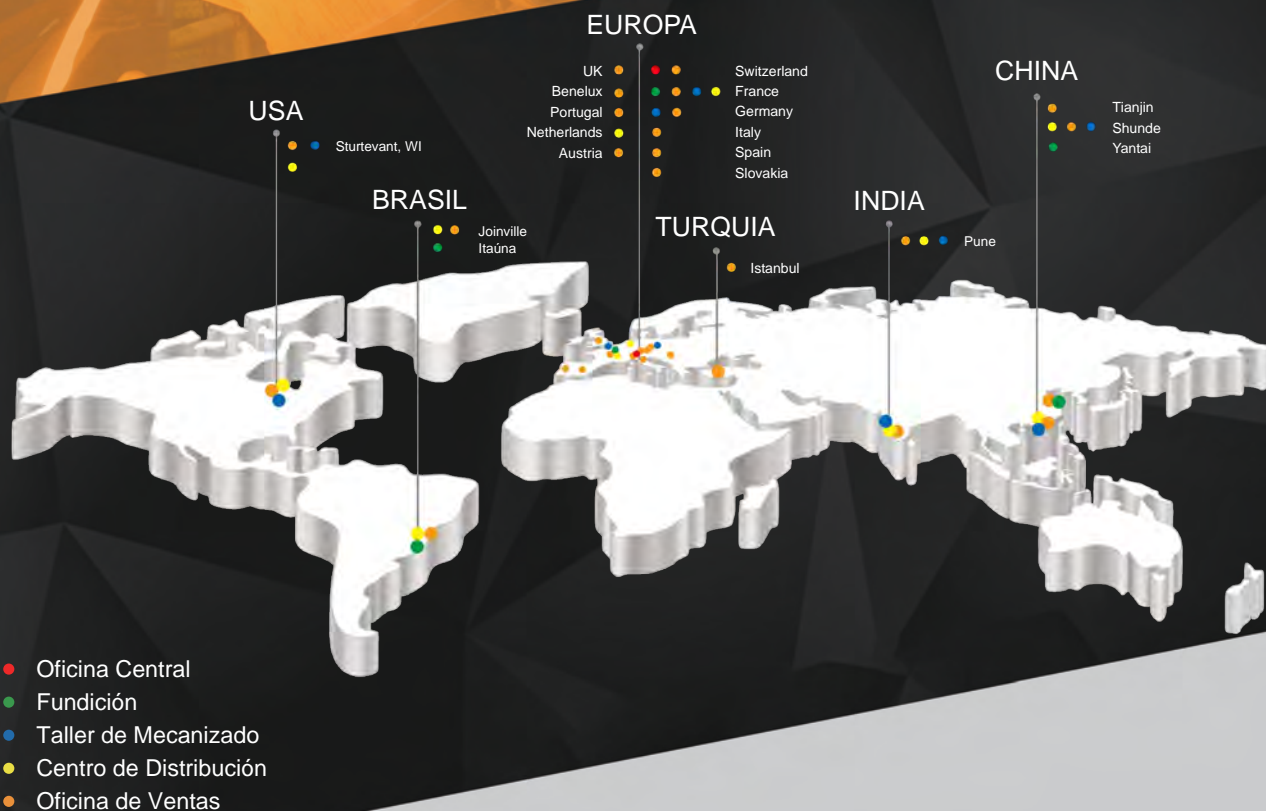 EUROPA
UK
Benelux
Portugal
Netherlands
Austria
Switzerland
France
Germany
Italy
Spain
Slovakia
CHINA
Tianjin
Shunde
Yantai
USA
Sturtevant, WI
BRASIL
Joinville
Itaúna
TURQUIA
Istanbul
INDIA
Pune
Oficina Central
Fundición
Taller de Mecanizado
Centro de Distribución
Oficina de Ventas